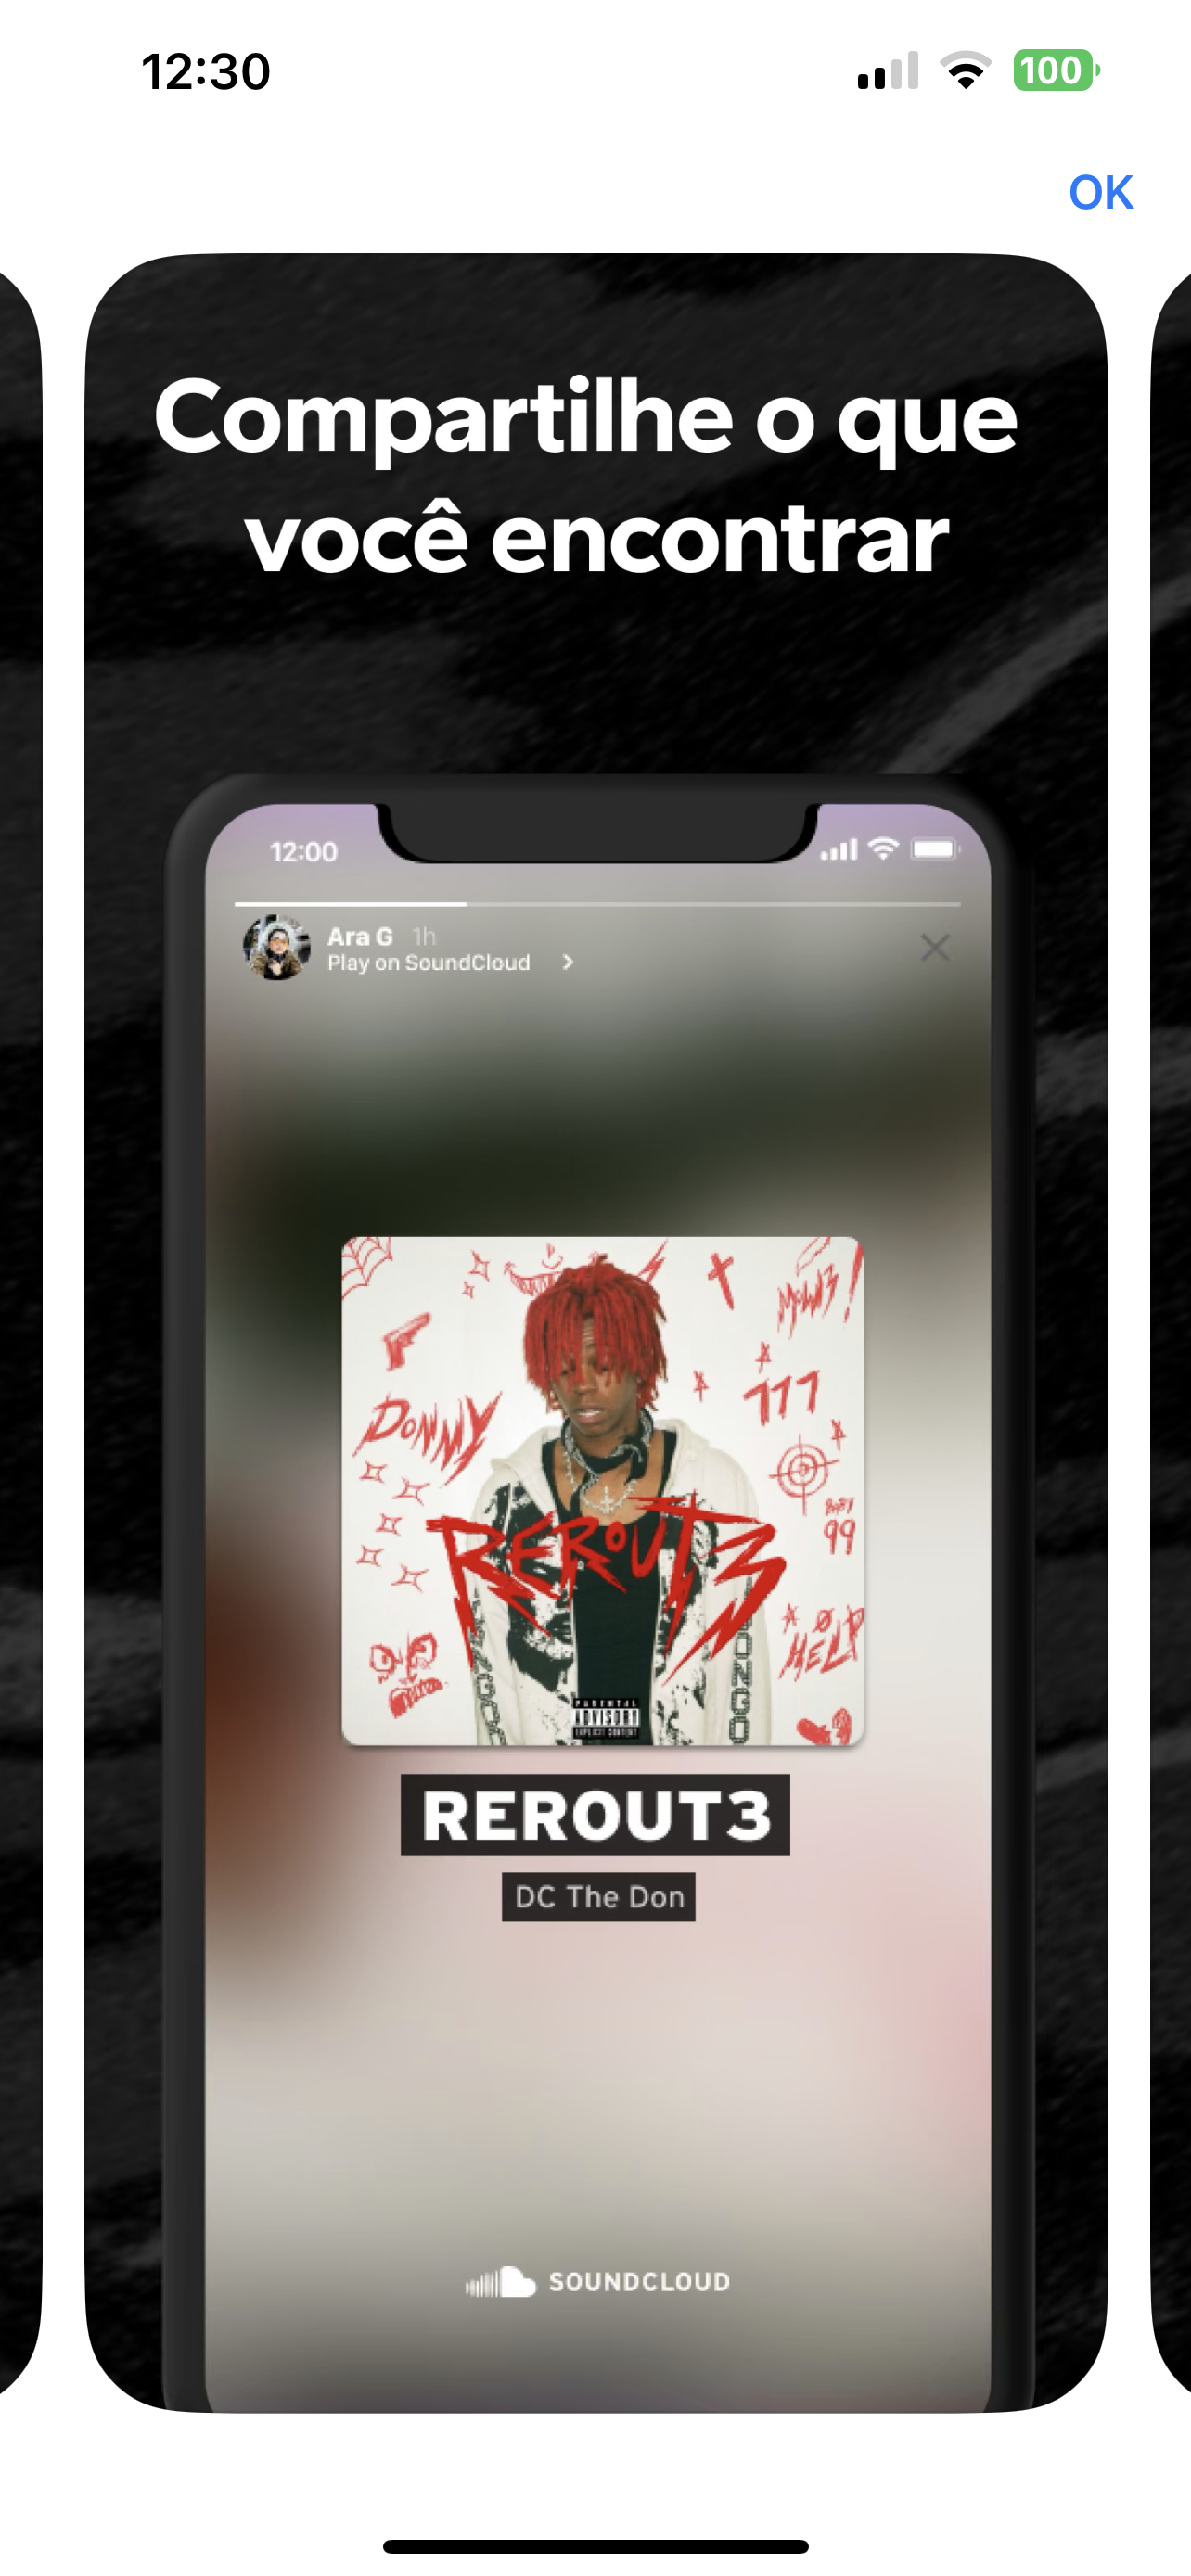 12:30
100
OK
Compartilhe o que
você encontrar
12:00
Ara G 1h
Play on SoundCloud
DONNY
777
BABY
99
REROUT3
HELP
PARENTAL
ADVISORY
EXPLICIT CONTENT
REROUT3
DC The Don
SOUNDCLOUD